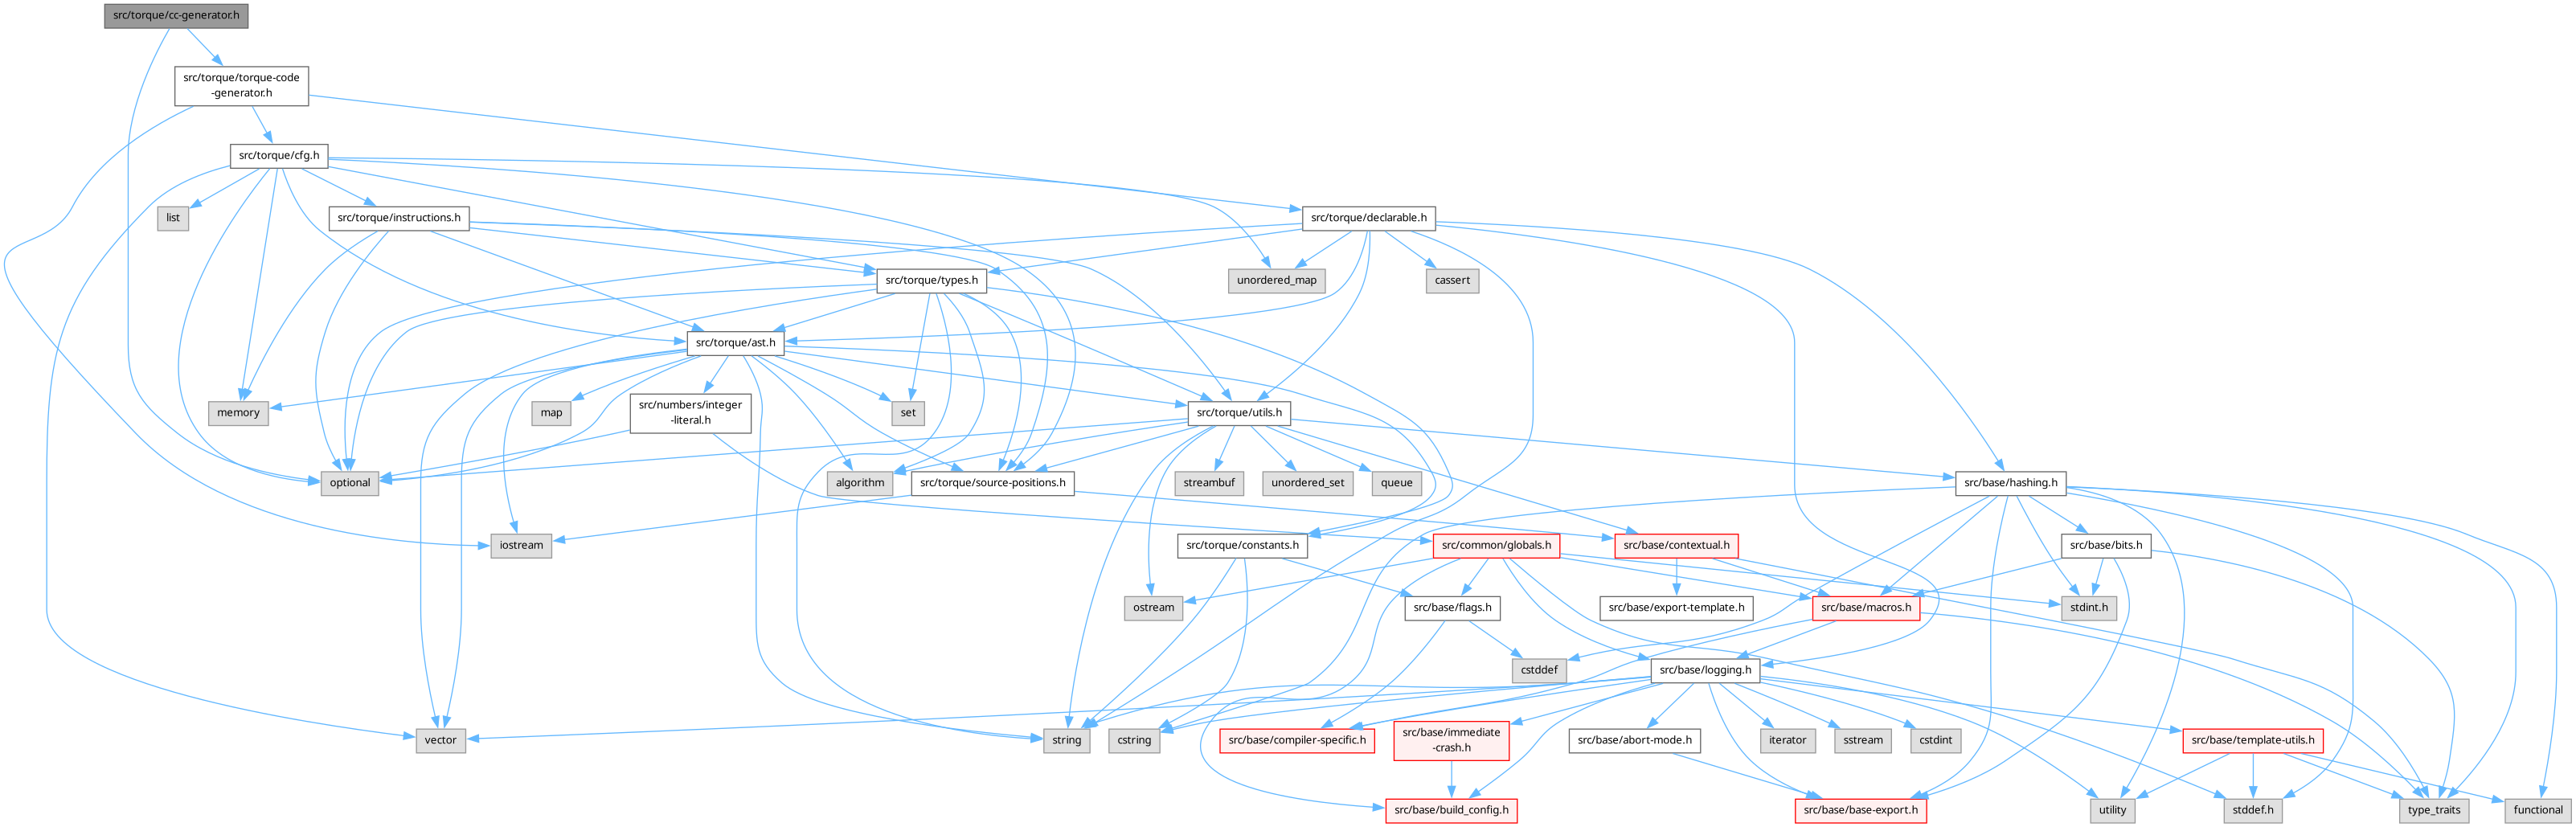 src/torque/cc-generator.h
src/torque/torque-code
-generator.h
src/torque/cfg.h
list
src/torque/instructions.h
src/torque/declarable.h
src/torque/types.h
unordered_map
cassert
src/torque/ast.h
memory
map
src/numbers/integer
-literal.h
set
src/torque/utils.h
optional
algorithm
src/torque/source-positions.h
streambuf
unordered_set
queue
src/base/hashing.h
iostream
src/torque/constants.h
src/common/globals.h
src/base/contextual.h
src/base/bits.h
ostream
src/base/flags.h
src/base/export-template.h
src/base/macros.h
stdint.h
cstddef
src/base/logging.h
vector
string
cstring
src/base/compiler-specific.h
src/base/immediate
-crash.h
src/base/abort-mode.h
iterator
sstream
cstdint
src/base/template-utils.h
src/base/build_config.h
src/base/base-export.h
utility
stddef.h
type_traits
functional